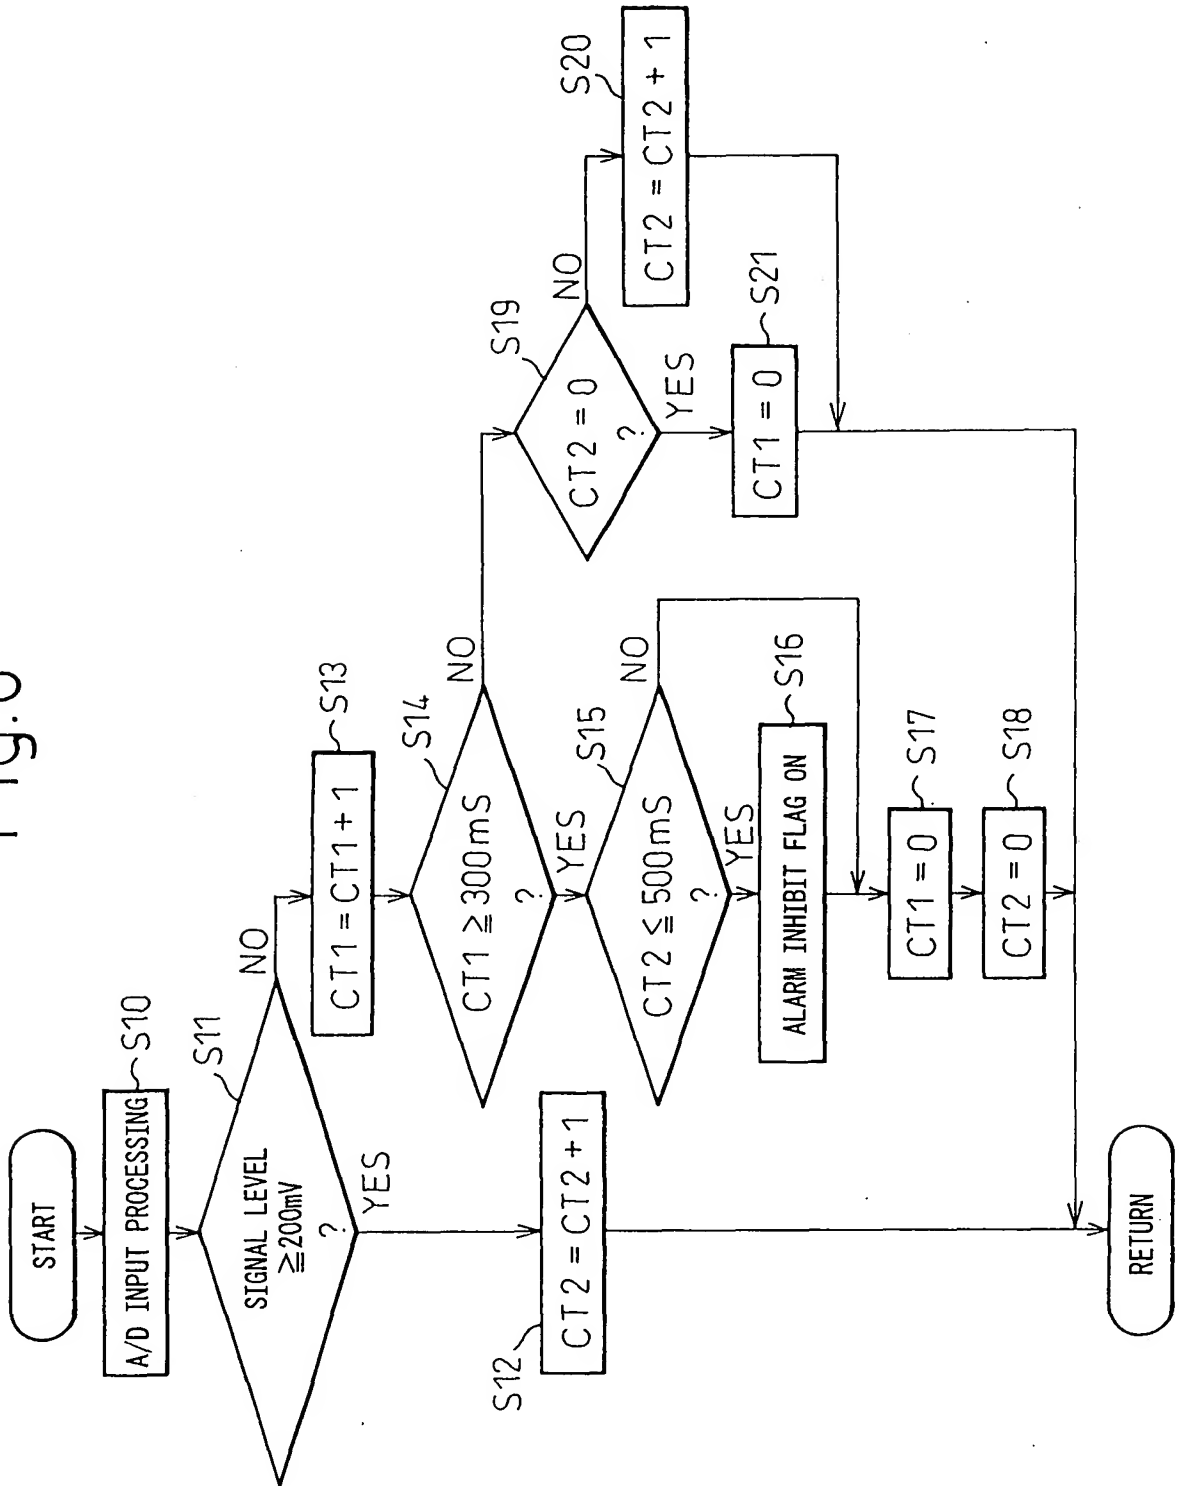 START
A/D INPUT PROCESSING
S10
SIGNAL LEVEL
≧200mV
?
S11
NO
YES
S12
CT2 = CT2 + 1
CT1 = CT1 + 1
S13
CT1 ≧ 300mS
?
S14
NO
YES
CT2 ≦ 500mS
?
S15
NO
YES
ALARM INHIBIT FLAG ON
S16
CT1 = 0
S17
CT2 = 0
S18
CT2 = 0
?
S19
NO
YES
CT2 = CT2 + 1
S20
CT1 = 0
S21
RETURN